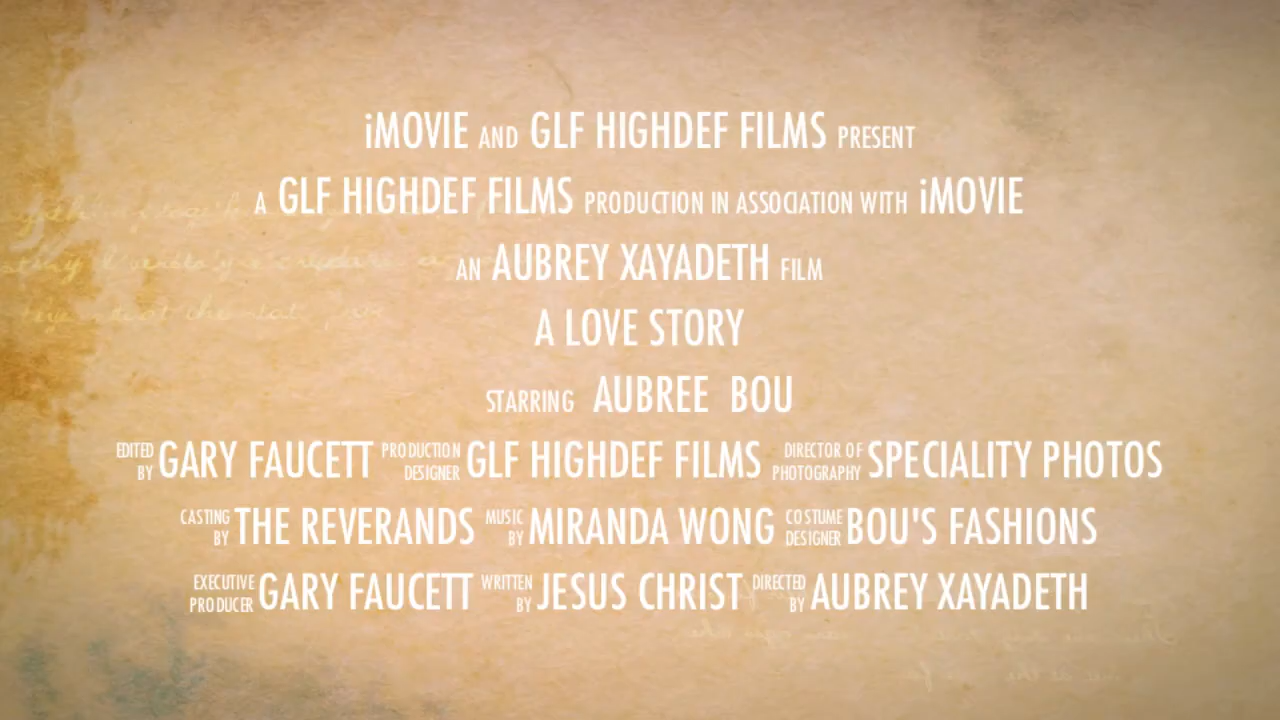 iMOVIE AND GLF HIGHDEF FILMS PRESENT
A GLF HIGHDEF FILMS PRODUCTION IN ASSOCIATION WITH iMOVIE
AN AUBREY XAYADETH FILM
A LOVE STORY
STARRING AUBREE BOU
EDITED BY GARY FAUCETT PRODUCTION DESIGNER GLF HIGHDEF FILMS DIRECTOR OF PHOTOGRAPHY SPECIALITY PHOTOS
CASTING BY THE REVERANDS MUSIC BY MIRANDA WONG COSTUME DESIGNER BOU'S FASHIONS
EXECUTIVE PRODUCER GARY FAUCETT WRITTEN BY JESUS CHRIST DIRECTED BY AUBREY XAYADETH